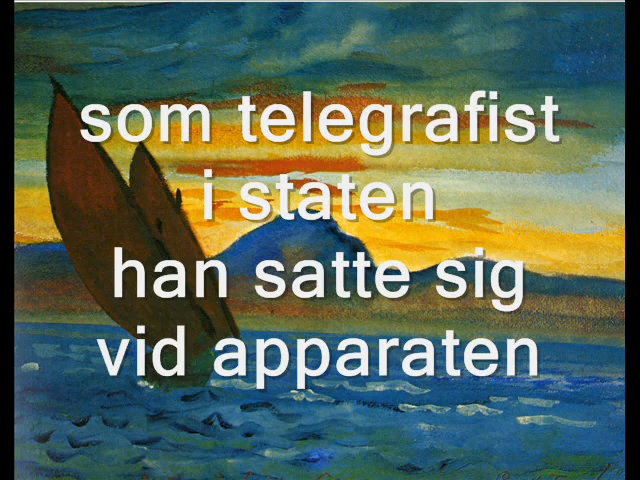 som telegrafist
i staten
han satte sig
vid apparaten